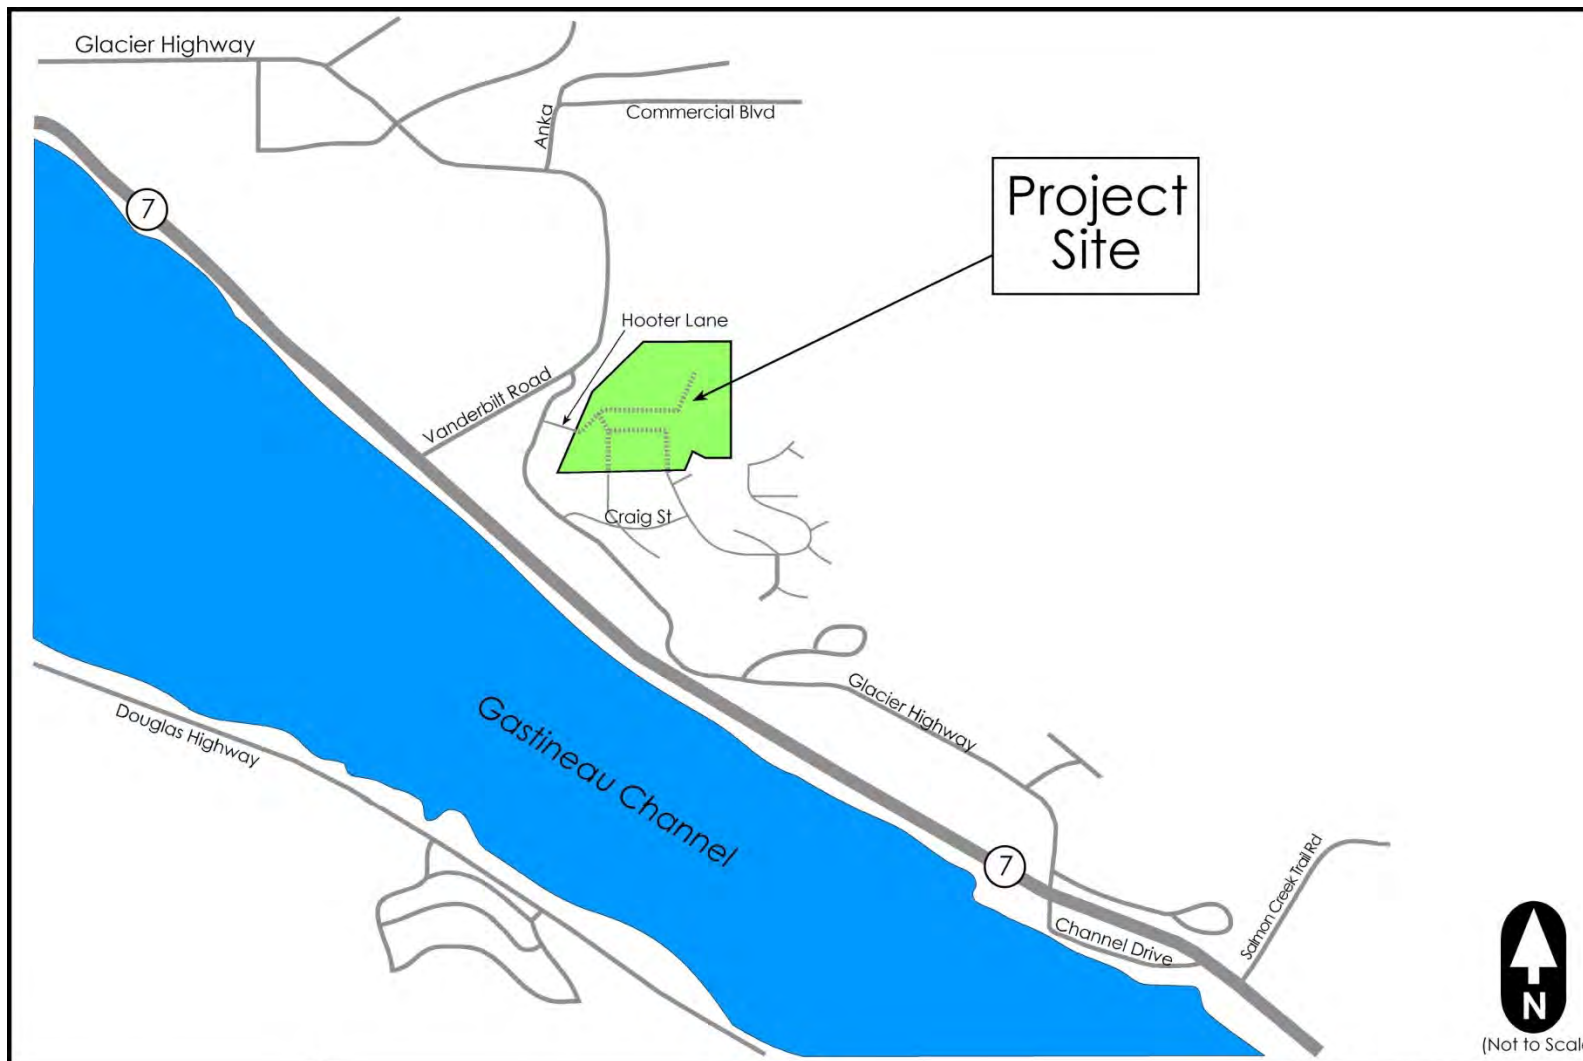 Glacier Highway
Anka
Commercial Blvd
7
Project
Site
Hooter Lane
Vanderbilt Road
Craig St
Glacier Highway
Douglas Highway
Gastineau Channel
7
Salmon Creek Trail Rd
Channel Drive
N
(Not to Scale